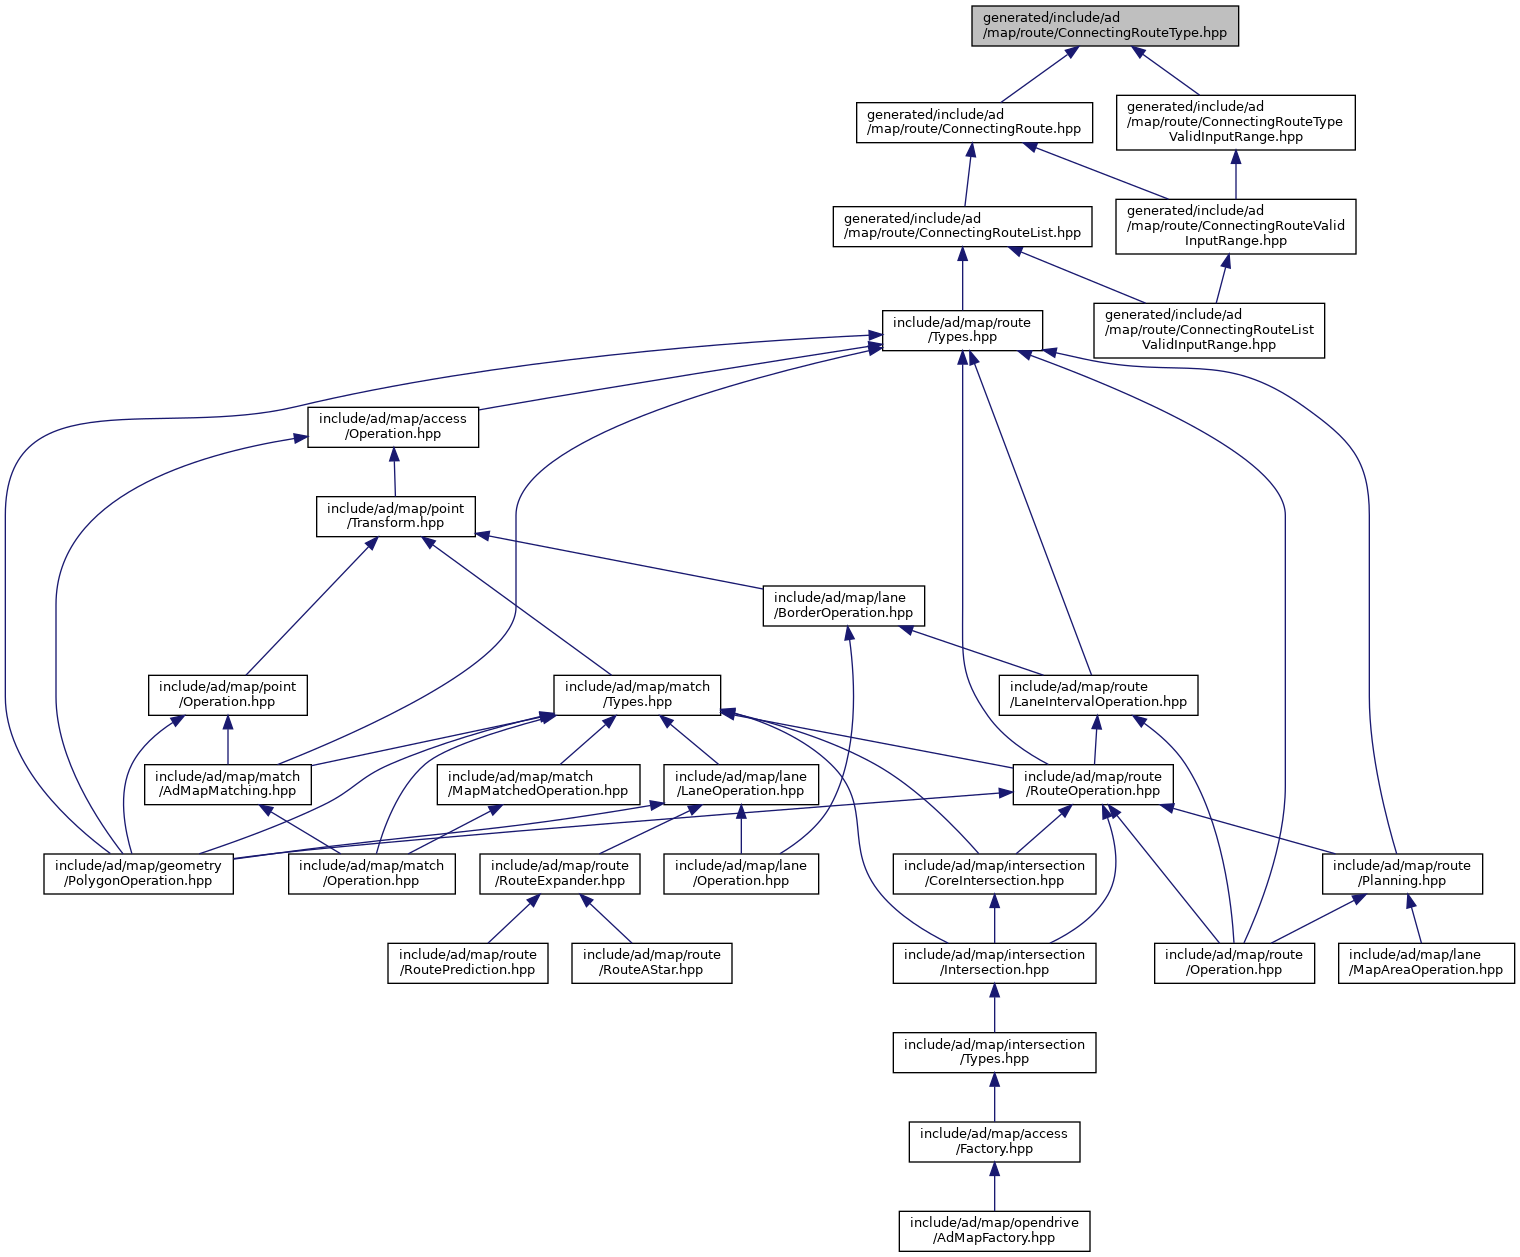 generated/include/ad
/map/route/ConnectingRouteType.hpp
generated/include/ad
/map/route/ConnectingRoute.hpp
generated/include/ad
/map/route/ConnectingRouteType
ValidInputRange.hpp
generated/include/ad
/map/route/ConnectingRouteList.hpp
generated/include/ad
/map/route/ConnectingRouteValid
InputRange.hpp
include/ad/map/route
/Types.hpp
generated/include/ad
/map/route/ConnectingRouteList
ValidInputRange.hpp
include/ad/map/access
/Operation.hpp
include/ad/map/point
/Transform.hpp
include/ad/map/lane
/BorderOperation.hpp
include/ad/map/point
/Operation.hpp
include/ad/map/match
/Types.hpp
include/ad/map/route
/LaneIntervalOperation.hpp
include/ad/map/match
/AdMapMatching.hpp
include/ad/map/match
/MapMatchedOperation.hpp
include/ad/map/lane
/LaneOperation.hpp
include/ad/map/route
/RouteOperation.hpp
include/ad/map/geometry
/PolygonOperation.hpp
include/ad/map/match
/Operation.hpp
include/ad/map/route
/RouteExpander.hpp
include/ad/map/lane
/Operation.hpp
include/ad/map/intersection
/CoreIntersection.hpp
include/ad/map/route
/Planning.hpp
include/ad/map/route
/RoutePrediction.hpp
include/ad/map/route
/RouteAStar.hpp
include/ad/map/intersection
/Intersection.hpp
include/ad/map/route
/Operation.hpp
include/ad/map/lane
/MapAreaOperation.hpp
include/ad/map/intersection
/Types.hpp
include/ad/map/access
/Factory.hpp
include/ad/map/opendrive
/AdMapFactory.hpp